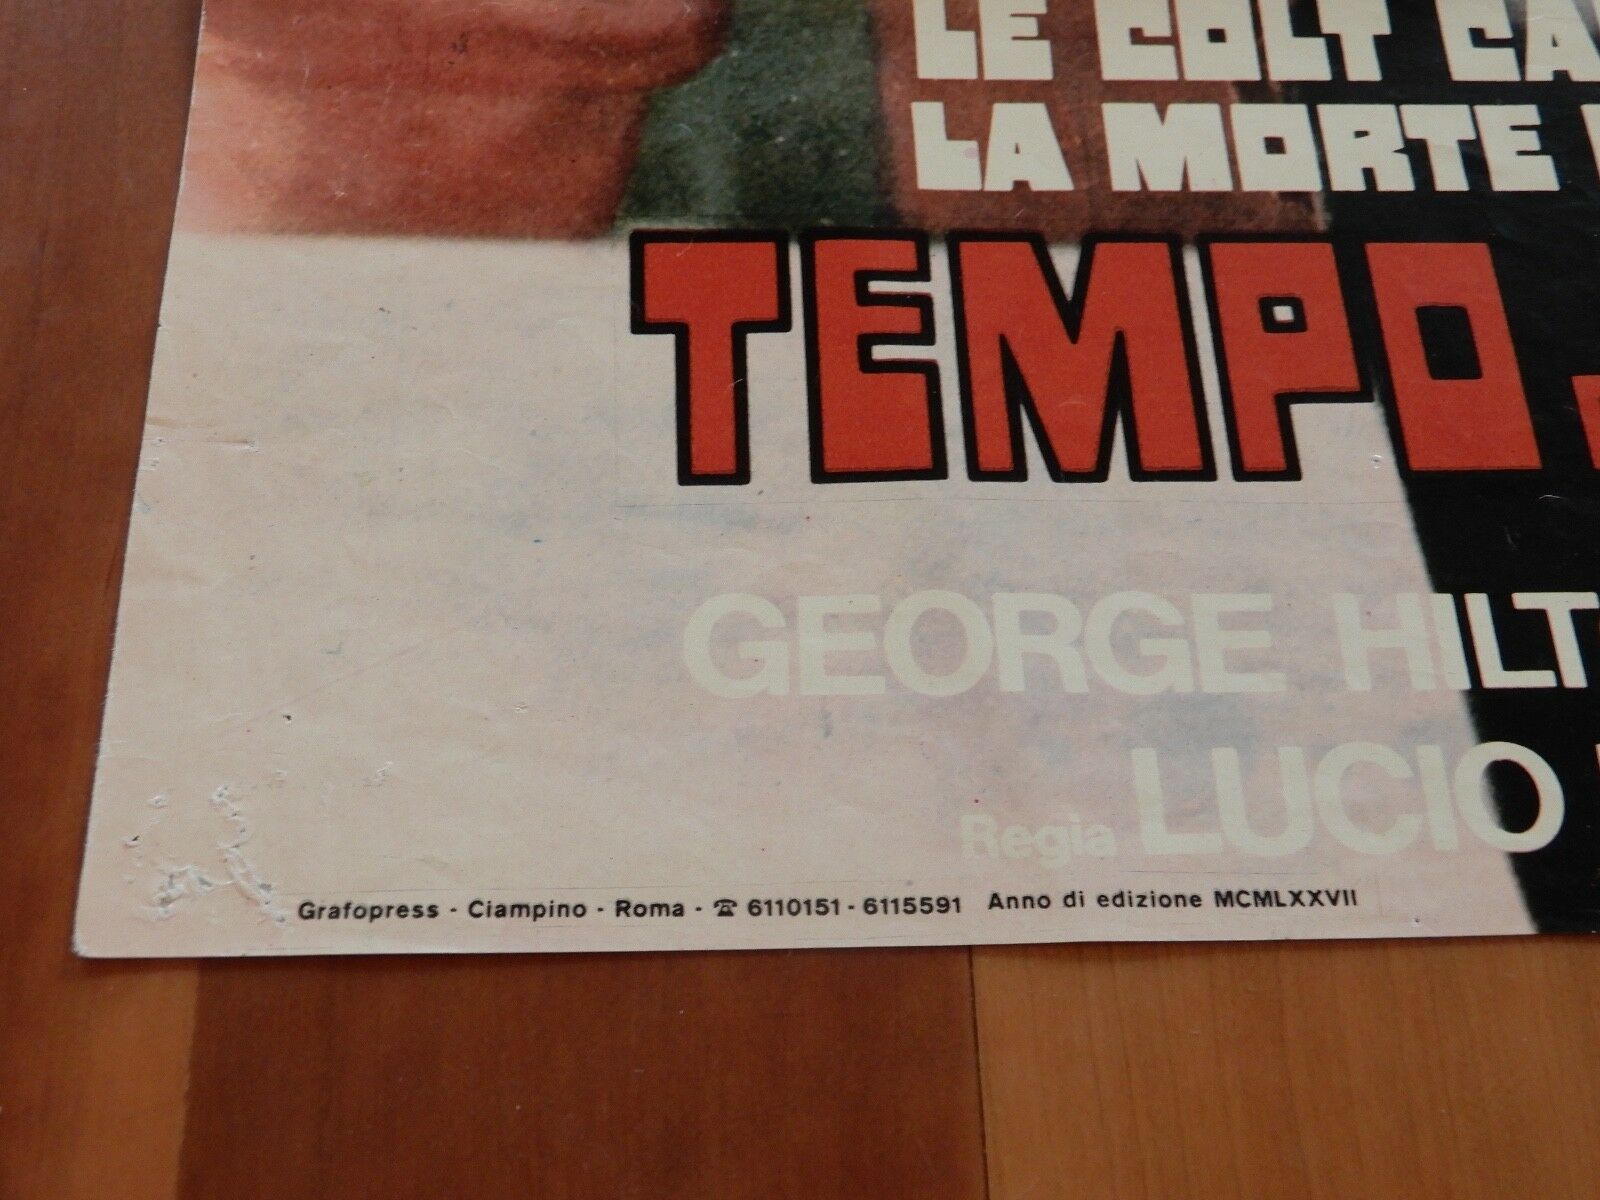 LE COLT CA
LA MORTE
TEMPO
GEORGE HILT
Regia LUCIO
Grafopress - Ciampino - Roma - ☎ 6110151 - 6115591 Anno di edizione MCMLXXVII